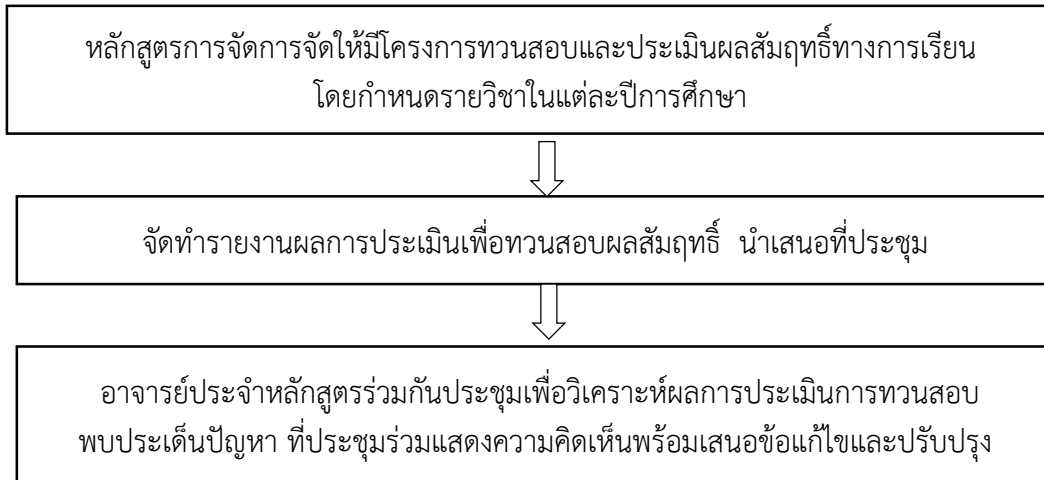 หลักสูตรการจัดการจัดให้มีโครงการทวนสอบและประเมินผลสัมฤทธิ์ทางการเรียน
โดยกำหนดรายวิชาในแต่ละปีการศึกษา
จัดทำรายงานผลการประเมินเพื่อทวนสอบผลสัมฤทธิ์ นำเสนอที่ประชุม
อาจารย์ประจำหลักสูตรร่วมกันประชุมเพื่อวิเคราะห์ผลการประเมินการทวนสอบ
พบประเด็นปัญหา ที่ประชุมร่วมแสดงความคิดเห็นพร้อมเสนอข้อแก้ไขและปรับปรุง